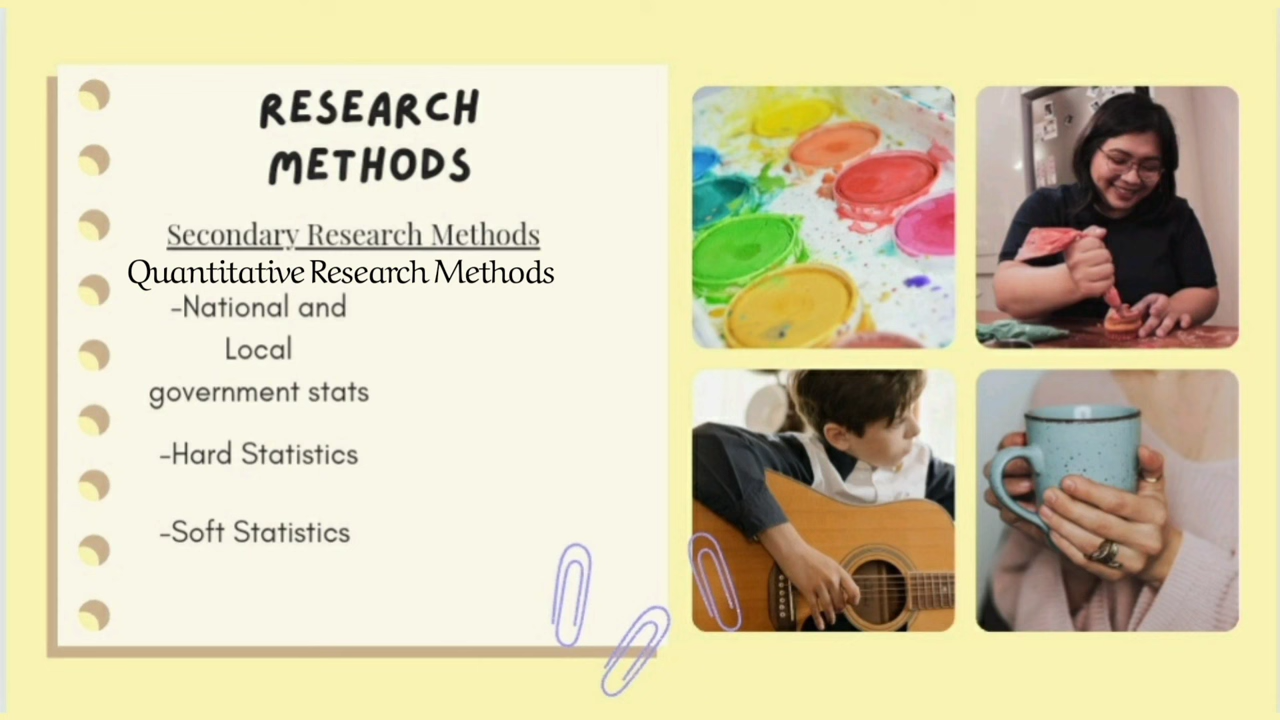 RESEARCH
METHODS
Secondary Research Methods
Quantitative Research Methods
-National and
Local
government stats
-Hard Statistics
-Soft Statistics